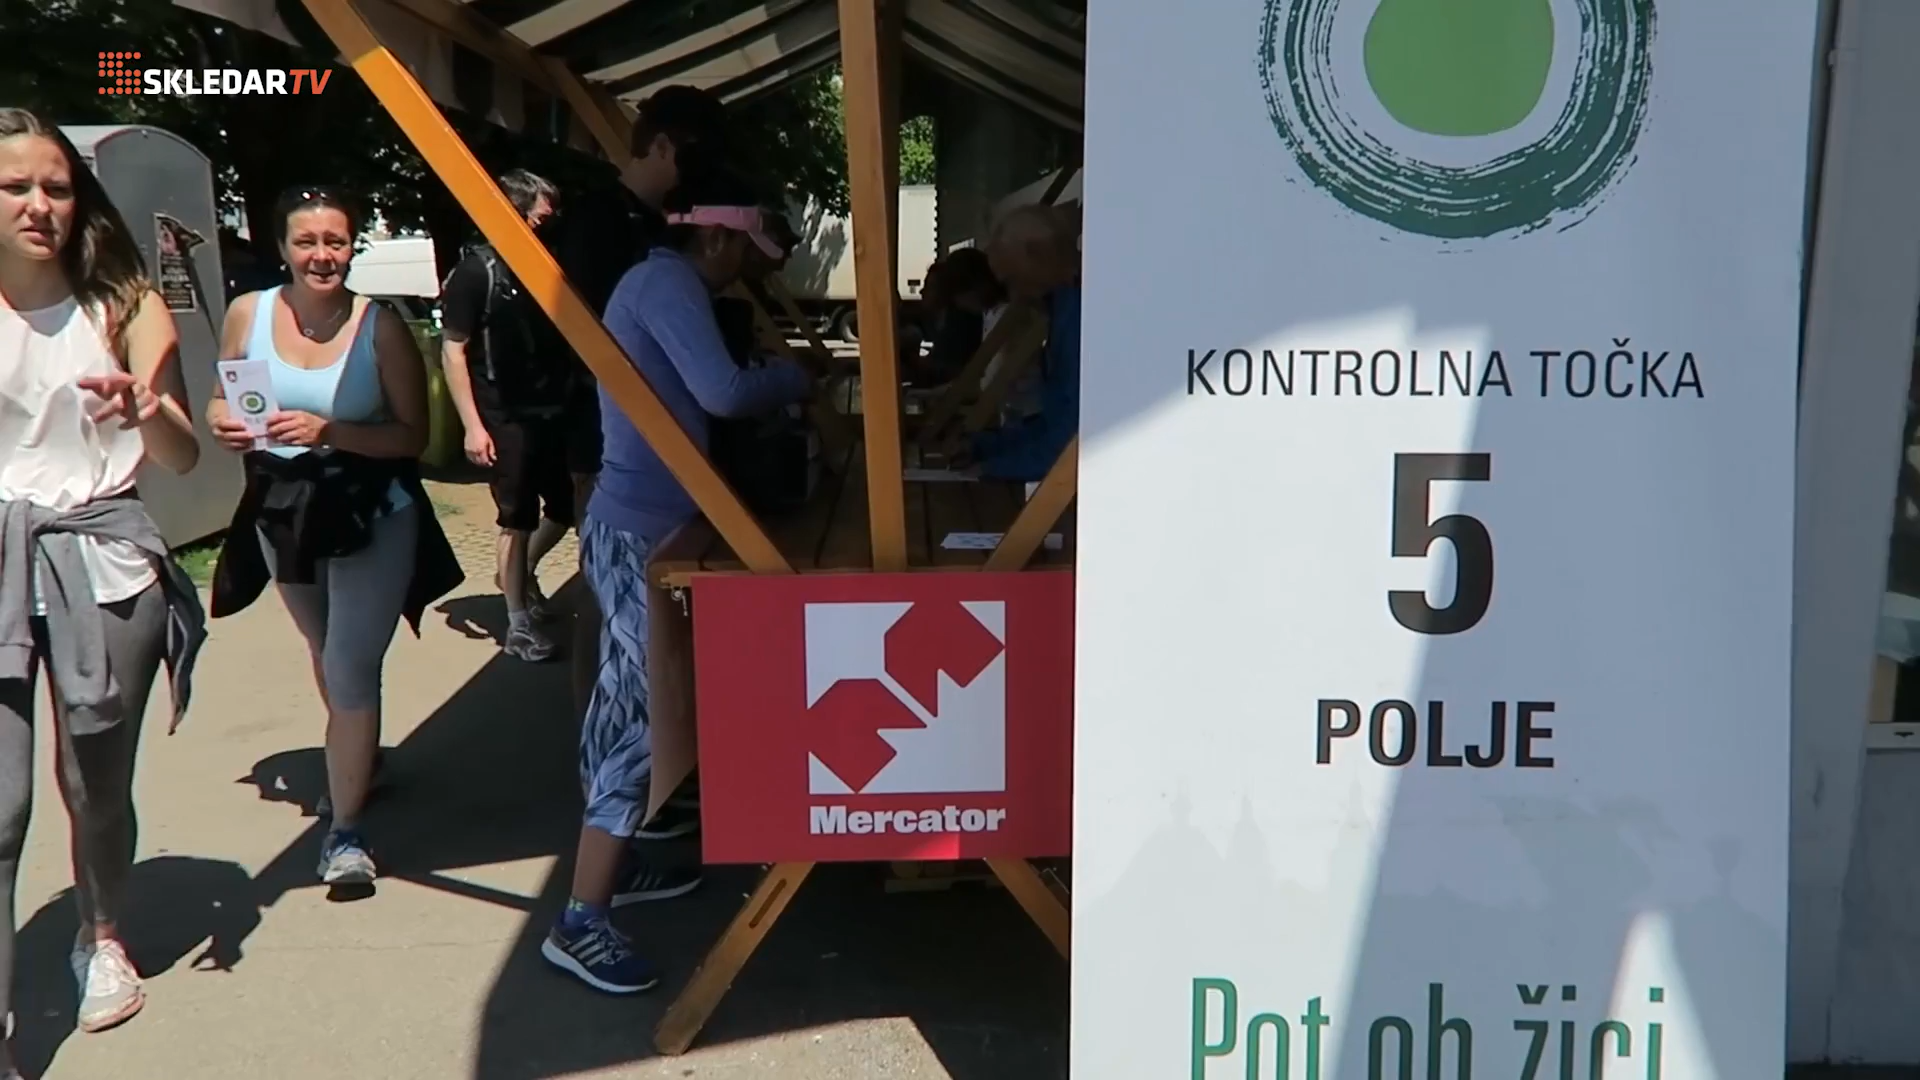 SKLEDARTV
KONTROLNA TOČKA
5
POLJE
Mercator
Pot ob žici